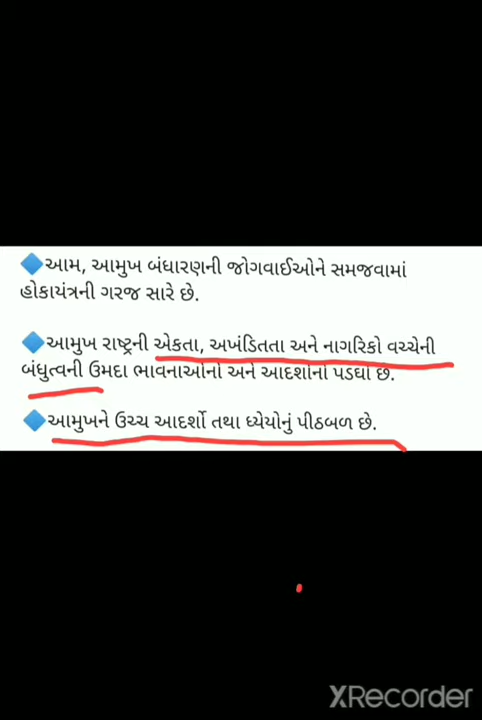 🔷આમ, આમુખ બંધારણની જોગવાઈઓને સમજવામાં
હોકાયંત્રની ગરજ સારે છે.
🔷આમુખ રાષ્ટ્રની એકતા, અખંડિતતા અને નાગરિકો વચ્ચેની
બંધુત્વની ઉમદા ભાવનાઓનો અને આદર્શોનો પડઘો છે.
🔷આમુખને ઉચ્ચ આદર્શો તથા ધ્યેયોનું પીઠબળ છે.
XRecorder